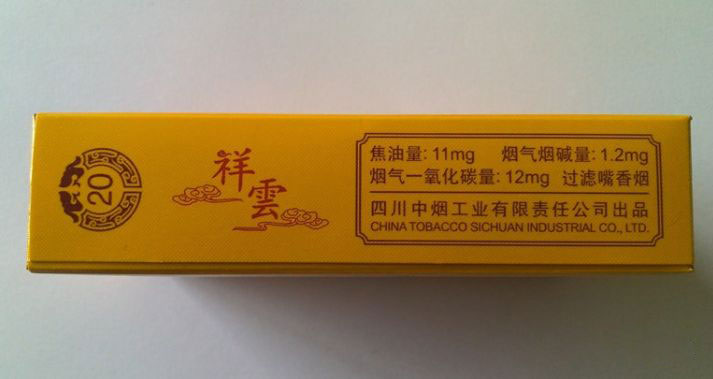 20
祥雲
焦油量: 11mg 烟气烟碱量: 1.2mg
烟气一氧化碳量: 12mg 过滤嘴香烟
四川中烟工业有限责任公司出品
CHINA TOBACCO SICHUAN INDUSTRIAL CO., LTD.